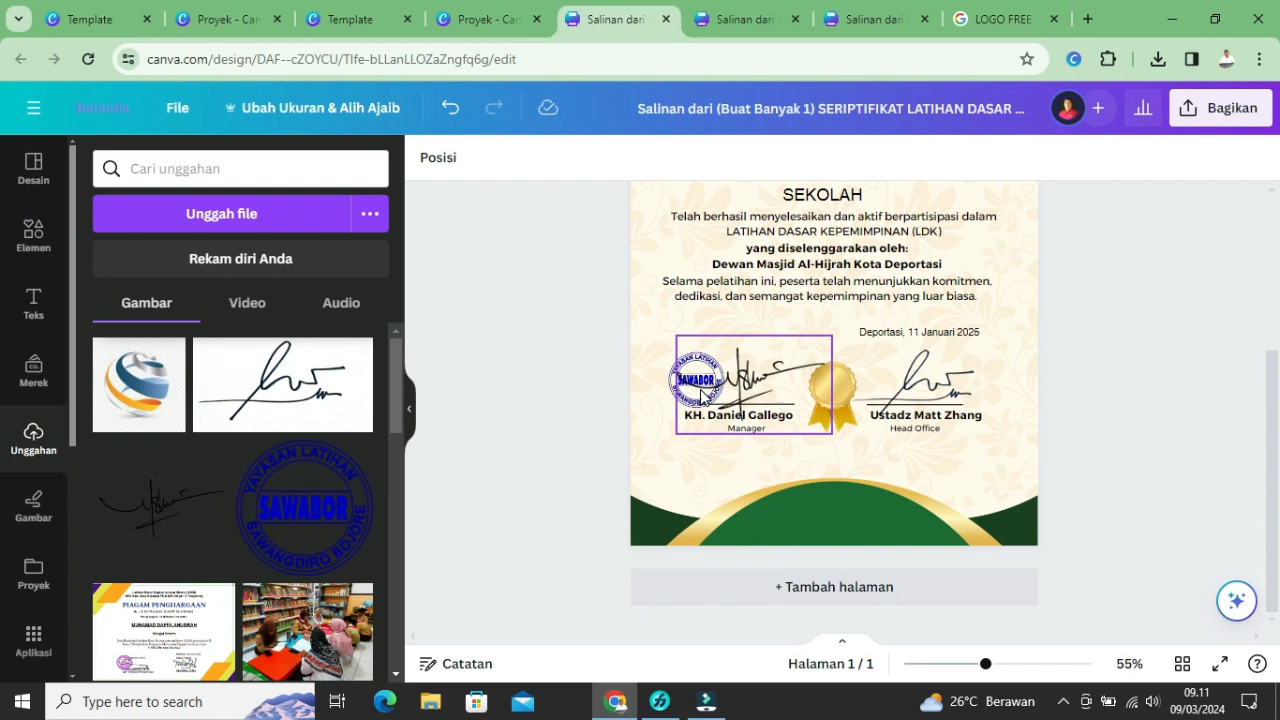 Template
Proyek - Can
Template
Proyek - Can
Salinan dari
Salinan dari
Salinan dari
LOGO FREE
canva.com/design/DAF--cZOYCU/TIfe-bLLanLLOZaZngfq6g/edit
Beranda
File
Ubah Ukuran & Alih Ajaib
Salinan dari (Buat Banyak 1) SERIPTIFIKAT LATIHAN DASAR ...
Bagikan
Desain
Elemen
Teks
Merek
Unggahan
Gambar
Proyek
Aplikasi
Cari unggahan
Unggah file
Rekam diri Anda
Gambar
Video
Audio
YAYASAN LATIHAN
SAWABOR
SAWANGDIRO BOJORE
PIAGAM PENGHARGAAN
Posisi
SEKOLAH
Telah berhasil menyelesaikan dan aktif berpartisipasi dalam
LATIHAN DASAR KEPEMIMPINAN (LDK)
yang diselenggarakan oleh:
Dewan Masjid Al-Hijrah Kota Deportasi
Selama pelatihan ini, peserta telah menunjukkan komitmen,
dedikasi, dan semangat kepemimpinan yang luar biasa.
Deportasi, 11 Januari 2025
YAYASAN LATIHAN
SAWABOR
KH. Daniel Gallego
Manager
Ustadz Matt Zhang
Head Office
+ Tambah halaman
Catatan
Halaman 1 / 1
55%
Type here to search
26°C Berawan
09.11
09/03/2024